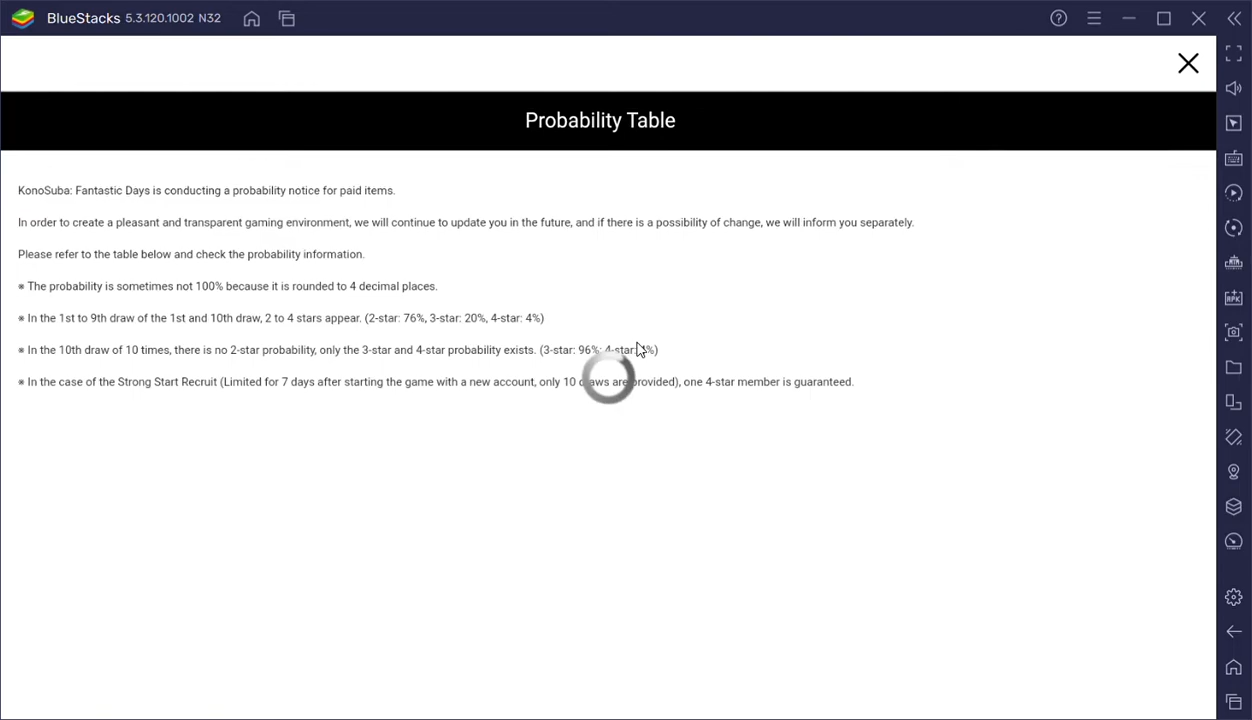 BlueStacks 5.3.120.1002 N32
Probability Table
KonoSuba: Fantastic Days is conducting a probability notice for paid items.
In order to create a pleasant and transparent gaming environment, we will continue to update you in the future, and if there is a possibility of change, we will inform you separately.
Please refer to the table below and check the probability information.
※ The probability is sometimes not 100% because it is rounded to 4 decimal places.
※ In the 1st to 9th draw of the 1st and 10th draw, 2 to 4 stars appear. (2-star: 76%, 3-star: 20%, 4-star: 4%)
※ In the 10th draw of 10 times, there is no 2-star probability, only the 3-star and 4-star probability exists. (3-star: 96%; 4-star: %)
※ In the case of the Strong Start Recruit (Limited for 7 days after starting the game with a new account, only 10 draws are provided), one 4-star member is guaranteed.
APK